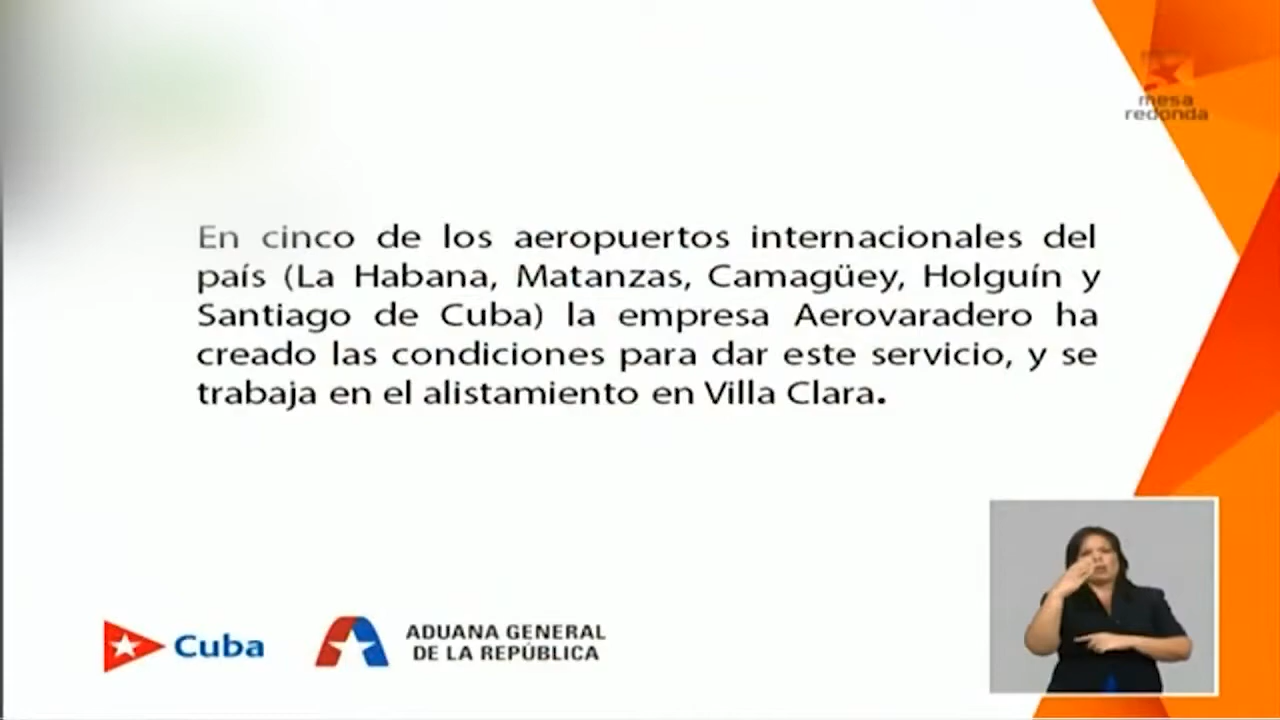 mesa
redonda
En cinco de los aeropuertos internacionales del
país (La Habana, Matanzas, Camagüey, Holguín y
Santiago de Cuba) la empresa Aerovaradero ha
creado las condiciones para dar este servicio, y se
trabaja en el alistamiento en Villa Clara.
Cuba
ADUANA GENERAL
DE LA REPÚBLICA